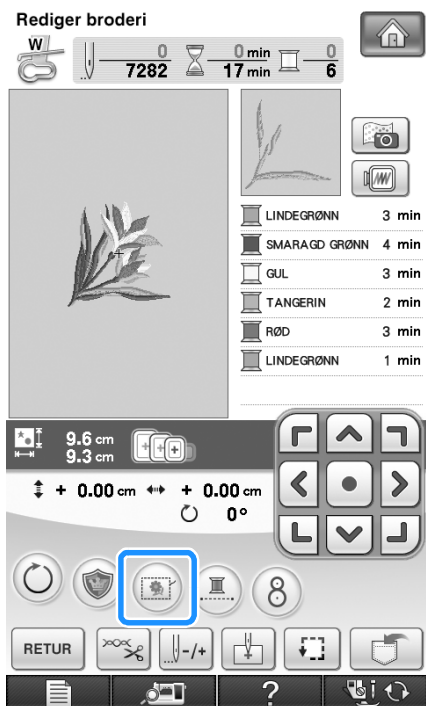 Rediger broderi
W
0
7282
0 min
17 min
0
6
LINDEGRØNN 3 min
SMARAGD GRØNN 4 min
GUL 3 min
TANGERIN 2 min
RØD 3 min
LINDEGRØNN 1 min
9.6 cm
9.3 cm
+ 0.00 cm + 0.00 cm
0°
8
RETUR
-/+
?